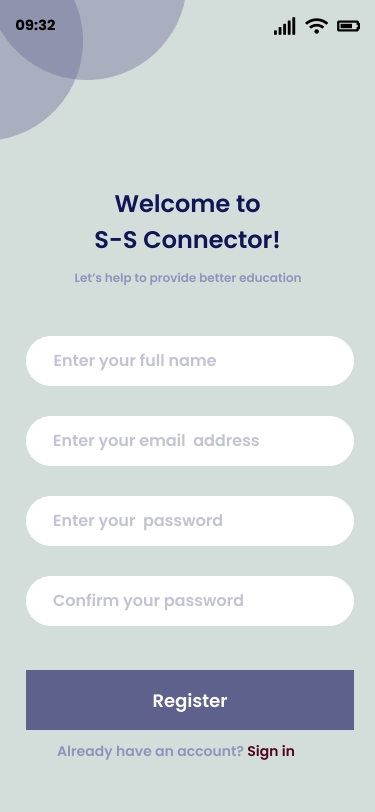 09:32
Welcome to
S-S Connector!
Let's help to provide better education
Enter your full name
Enter your email  address
Enter your  password
Confirm your password
Register
Already have an account? Sign in